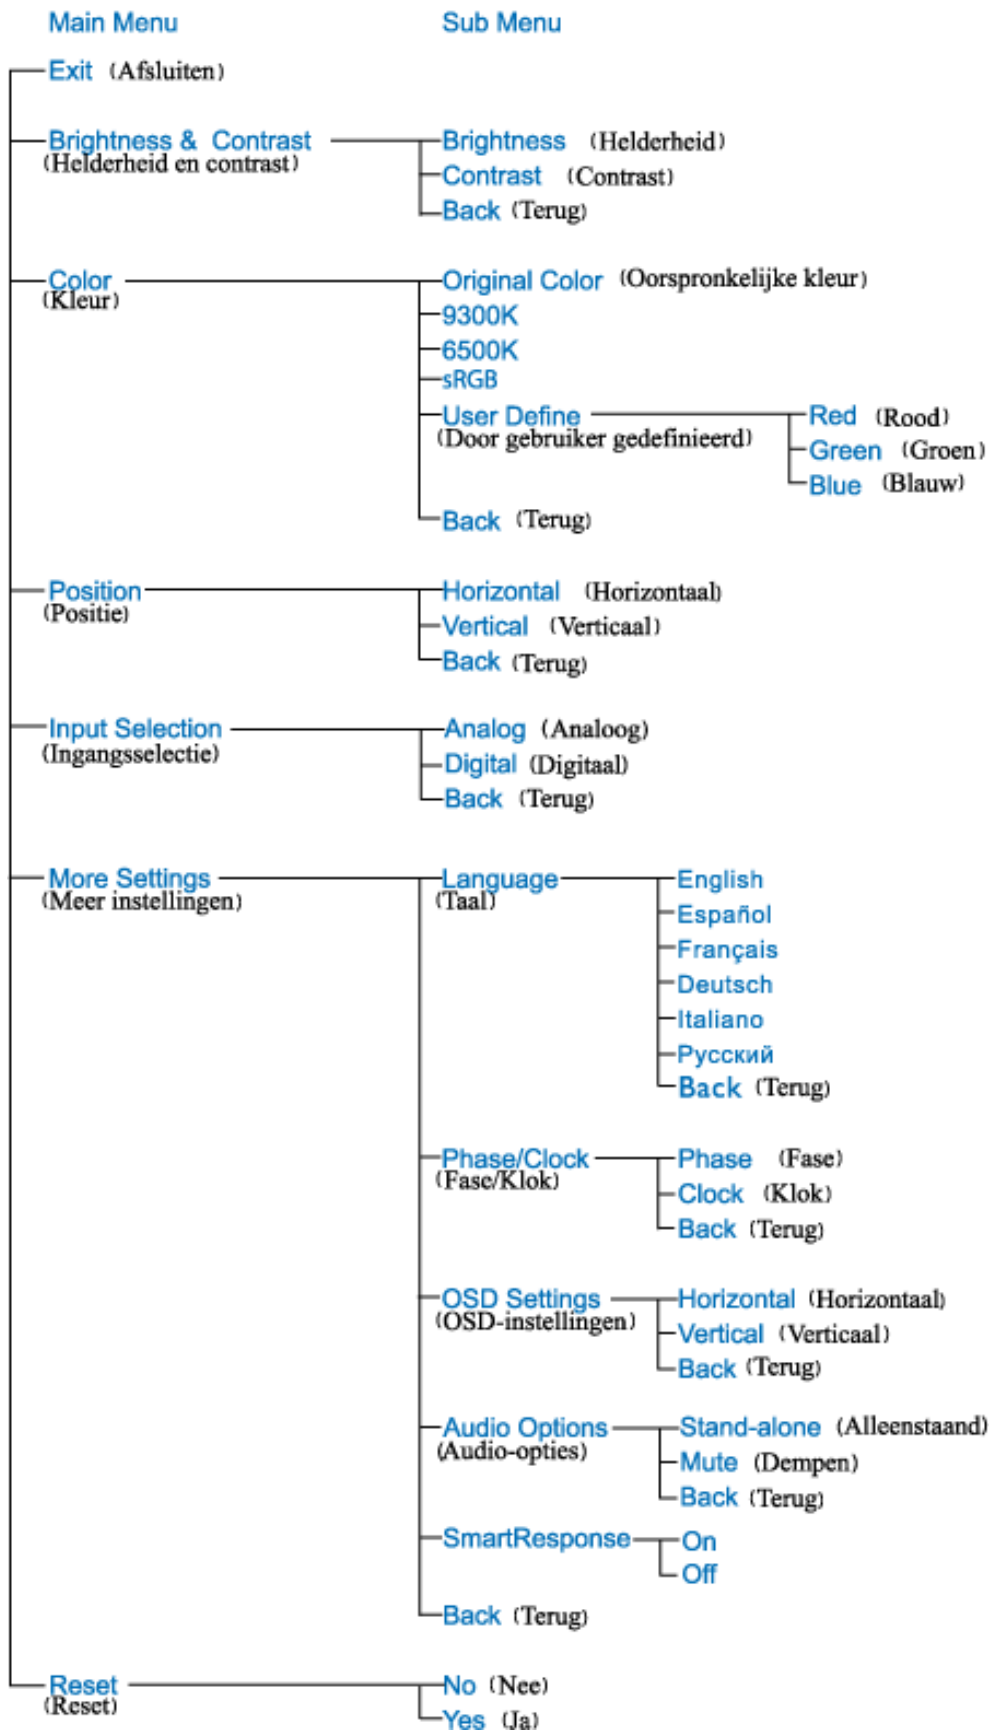 Main Menu Sub Menu
Exit (Afsluiten)
Brightness & Contrast Brightness (Helderheid)
(Helderheid en contrast)
Contrast (Contrast)
Back (Terug)
Color Original Color (Oorspronkelijke kleur)
(Kleur)
9300K
6500K
sRGB
User Define Red (Rood)
(Door gebruiker gedefinieerd)
Green (Groen)
Blue (Blauw)
Back (Terug)
Position Horizontal (Horizontaal)
(Positie)
Vertical (Verticaal)
Back (Terug)
Input Selection Analog (Analoog)
(Ingangsselectie)
Digital (Digitaal)
Back (Terug)
More Settings Language English
(Meer instellingen) (Taal)
Español
Français
Deutsch
Italiano
Русский
Back (Terug)
Phase/Clock Phase (Fase)
(Fase/Klok)
Clock (Klok)
Back (Terug)
OSD Settings Horizontal (Horizontaal)
(OSD-instellingen)
Vertical (Verticaal)
Back (Terug)
Audio Options Stand-alone (Alleenstaand)
(Audio-opties)
Mute (Dempen)
Back (Terug)
SmartResponse On
Off
Back (Terug)
Reset No (Nee)
(Reset)
Yes (Ja)